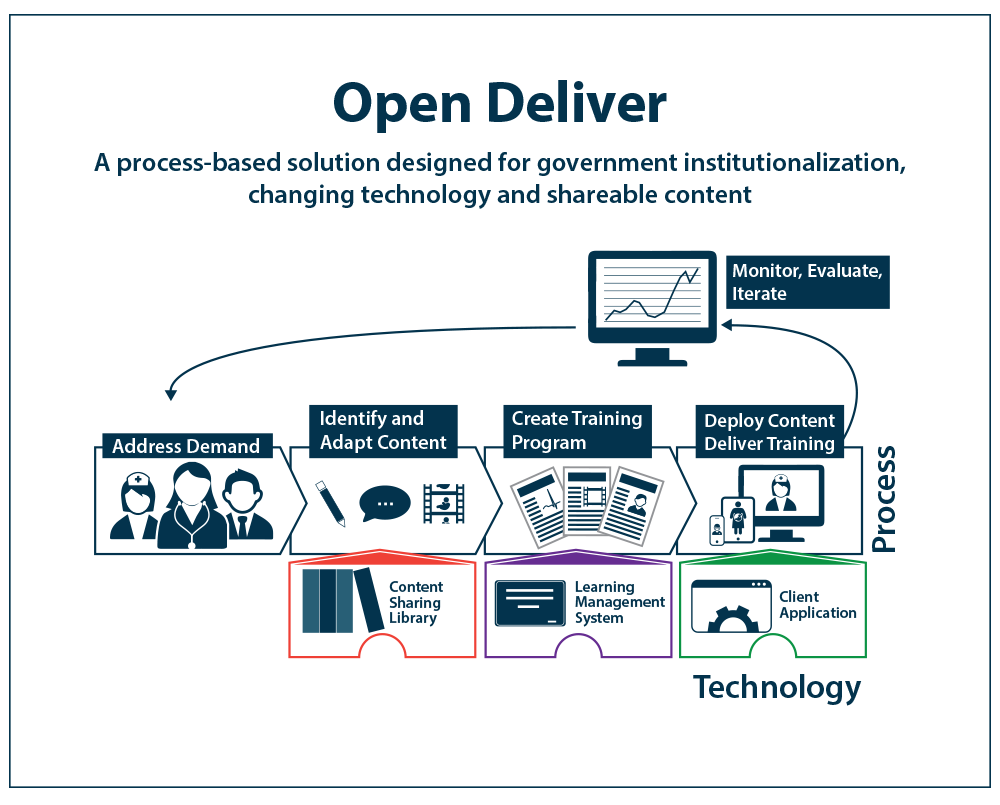 Open Deliver
A process-based solution designed for government institutionalization,
changing technology and shareable content
Monitor, Evaluate,
Iterate
Address Demand
Identify and
Adapt Content
Create Training
Program
Deploy Content
Deliver Training
Process
Content
Sharing
Library
Learning
Management
System
Client
Application
Technology